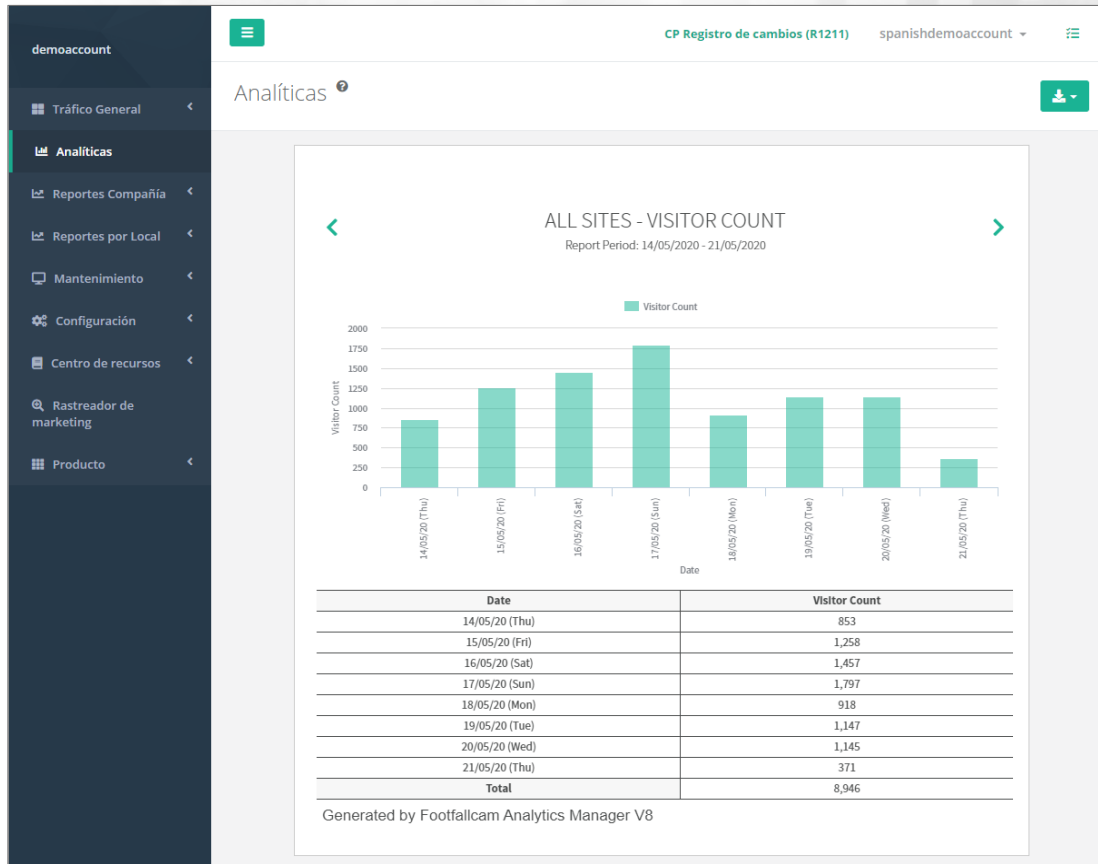 demoaccount
CP Registro de cambios (R1211)
spanishdemoaccount
Analíticas
Tráfico General
Analíticas
Reportes Compañía
Reportes por Local
Mantenimiento
Configuración
Centro de recursos
Rastreador de
marketing
Producto
ALL SITES - VISITOR COUNT
Report Period: 14/05/2020 - 21/05/2020
Visitor Count
Visitor Count
2000
1750
1500
1250
1000
750
500
250
0
14/05/20 (Thu)
15/05/20 (Fri)
16/05/20 (Sat)
17/05/20 (Sun)
18/05/20 (Mon)
19/05/20 (Tue)
20/05/20 (Wed)
21/05/20 (Thu)
Date
Date Visitor Count
14/05/20 (Thu) 853
15/05/20 (Fri) 1,258
16/05/20 (Sat) 1,457
17/05/20 (Sun) 1,797
18/05/20 (Mon) 918
19/05/20 (Tue) 1,147
20/05/20 (Wed) 1,145
21/05/20 (Thu) 371
Total 8,946
Generated by Footfallcam Analytics Manager V8